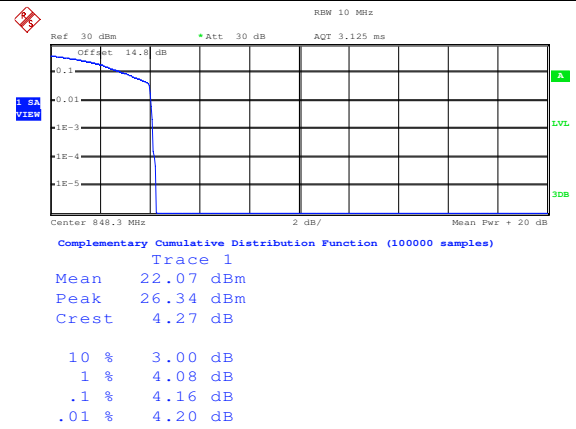 RBW 10 MHz
Ref 30 dBm *Att 30 dB AQT 3.125 ms
Offset 14.8 dB
0.1
A
0.01
1 SA
VIEW
1E-3
LVL
1E-4
1E-5
3DB
Center 848.3 MHz 2 dB/ Mean Pwr + 20 dB
Complementary Cumulative Distribution Function (100000 samples)
Trace 1
Mean 22.07 dBm
Peak 26.34 dBm
Crest 4.27 dB
10 % 3.00 dB
1 % 4.08 dB
.1 % 4.16 dB
.01 % 4.20 dB